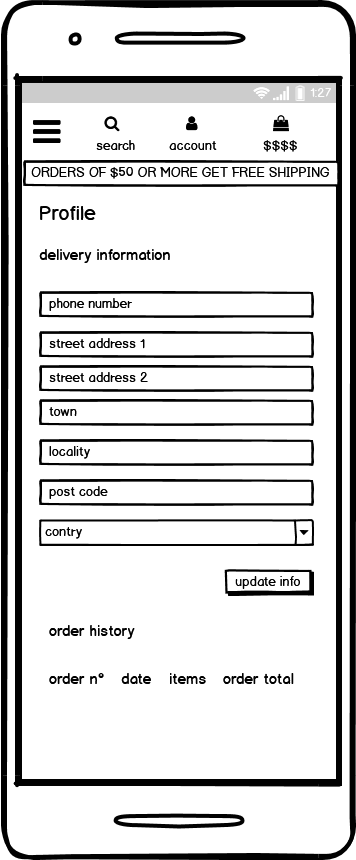 1:27
search account $$$$
ORDERS OF $50 OR MORE GET FREE SHIPPING
Profile
delivery information
phone number
street address 1
street address 2
town
locality
post code
contry
update info
order history
order nº date items order total